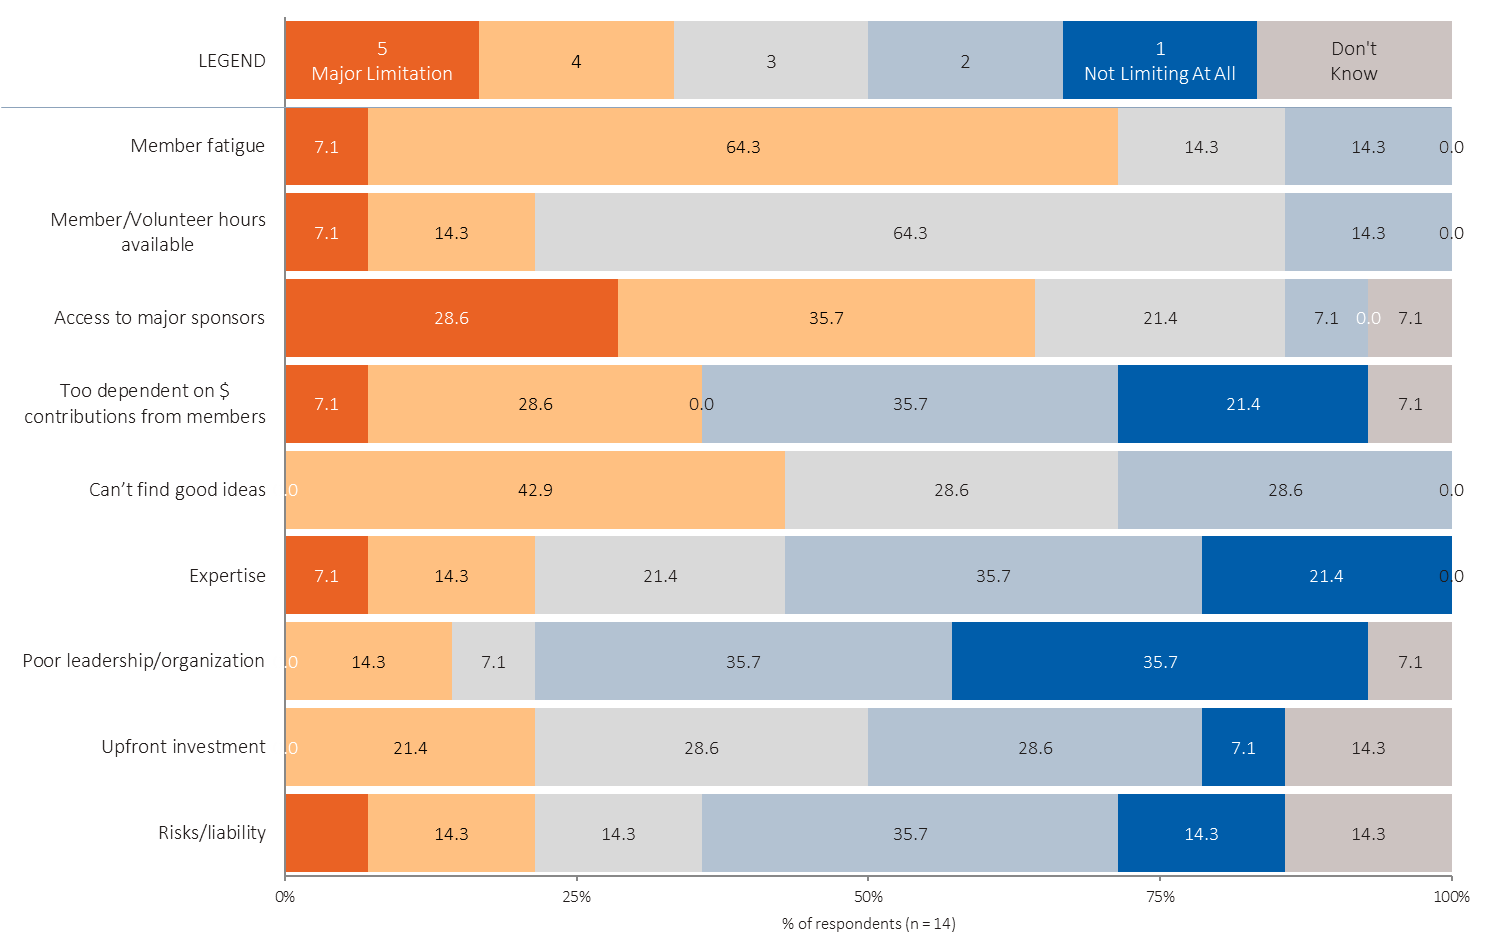 LEGEND
5
Major Limitation
4
3
2
1
Not Limiting At All
Don't
Know
Member fatigue
7.1 64.3 14.3 14.3 0.0
Member/Volunteer hours
available
7.1 14.3 64.3 14.3 0.0
Access to major sponsors
28.6 35.7 21.4 7.1 0.0 7.1
Too dependent on $
contributions from members
7.1 28.6 0.0 35.7 21.4 7.1
Can’t find good ideas
.0 42.9 28.6 28.6 0.0
Expertise
7.1 14.3 21.4 35.7 21.4 0.0
Poor leadership/organization
.0 14.3 7.1 35.7 35.7 7.1
Upfront investment
.0 21.4 28.6 28.6 7.1 14.3
Risks/liability
14.3 14.3 35.7 14.3 14.3
0% 25% 50% 75% 100%
% of respondents (n = 14)